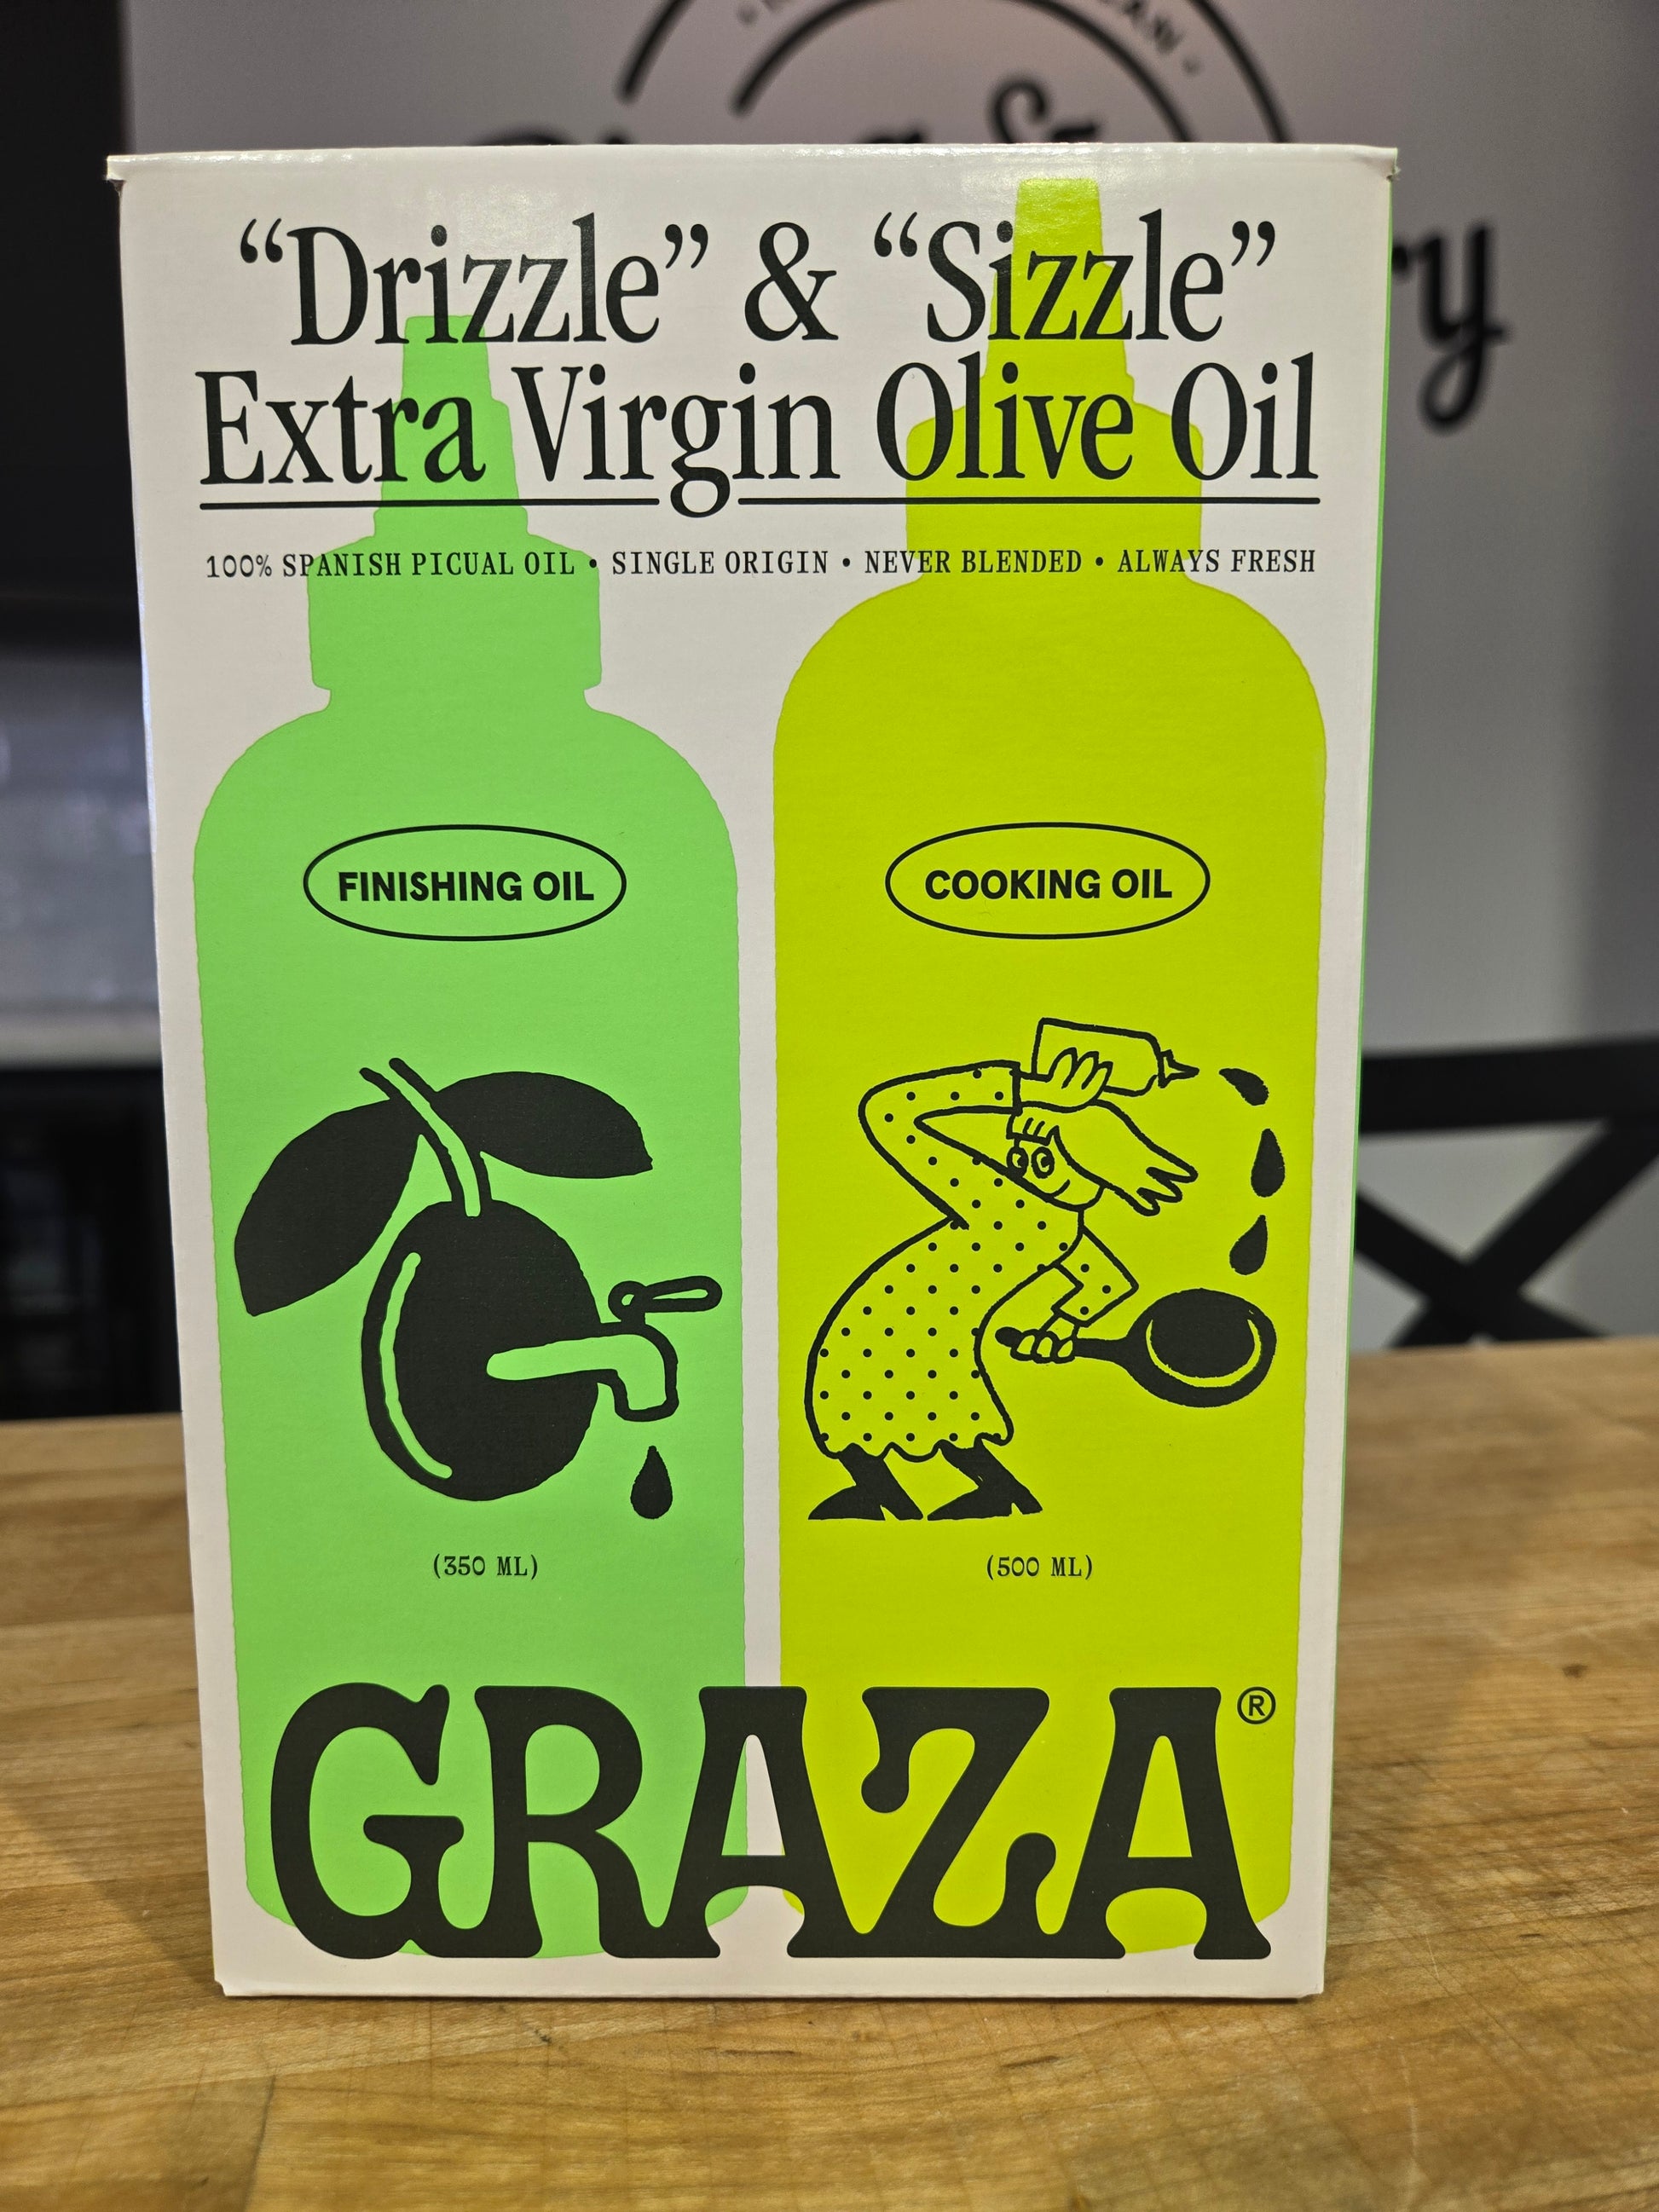 “Drizzle” & “Sizzle”
Extra Virgin Olive Oil
100% SPANISH PICUAL OIL • SINGLE ORIGIN • NEVER BLENDED • ALWAYS FRESH
FINISHING OIL
COOKING OIL
(350 ML)
(500 ML)
GRAZA®